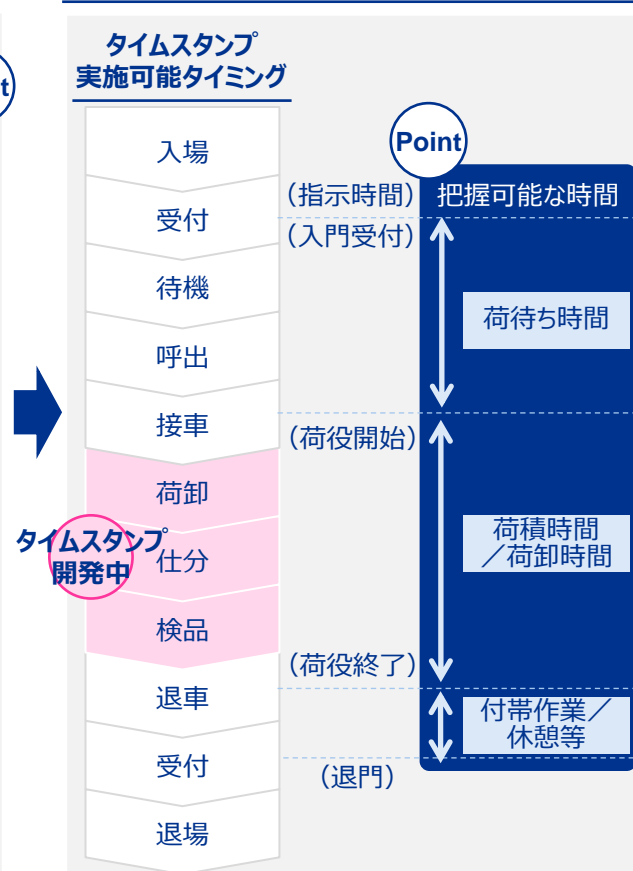 タイムスタンプ
実施可能タイミング
t
Point
入場
受付
待機
呼出
接車
荷卸
仕分
検品
退車
受付
退場
タイムスタンプ
開発中
（指示時間）
（入門受付）
（荷役開始）
（荷役終了）
（退門）
把握可能な時間
荷待ち時間
荷積時間
／荷卸時間
付帯作業／
休憩等